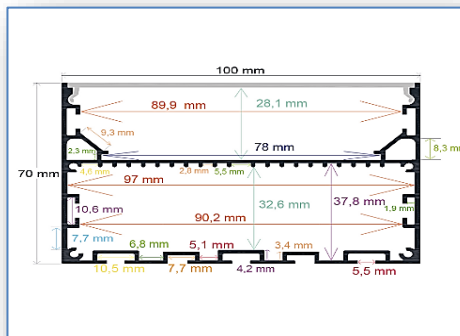 100 mm
89,9 mm
28,1 mm
9,3 mm
2,3 mm
78 mm
8,3 mm
4,6 mm
2,8 mm
5,5 mm
70 mm
97 mm
37,8 mm
10,6 mm
32,6 mm
1,9 mm
90,2 mm
7,7 mm
6,8 mm
5,1 mm
3,4 mm
10,5 mm
7,7 mm
4,2 mm
5,5 mm